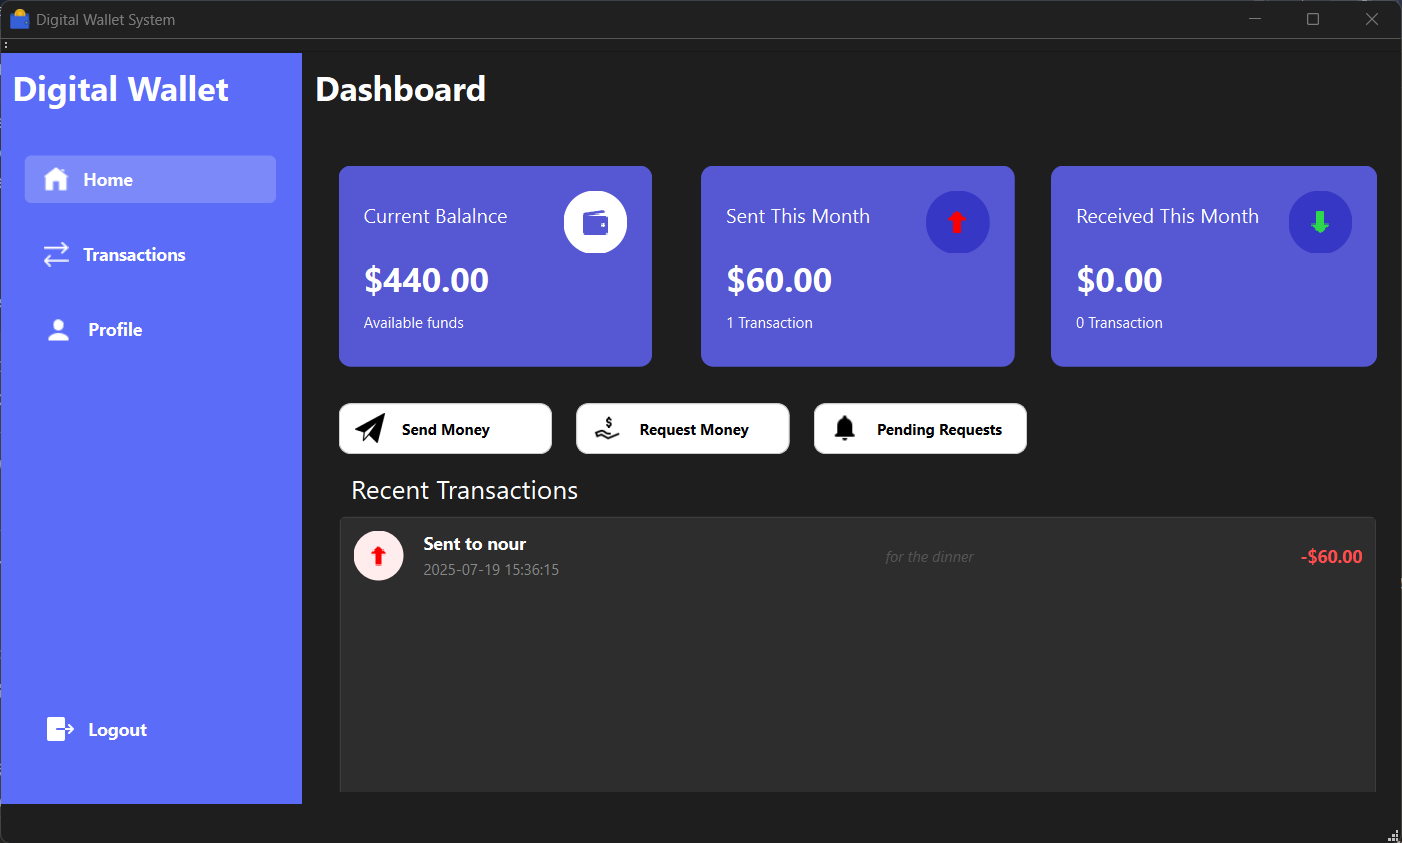 Digital Wallet System
Digital Wallet
Dashboard
Home
Transactions
Profile
Logout
Current Balalnce
$440.00
Available funds
Sent This Month
$60.00
1 Transaction
Received This Month
$0.00
0 Transaction
Send Money
Request Money
Pending Requests
Recent Transactions
Sent to nour
2025-07-19 15:36:15
for the dinner
-$60.00